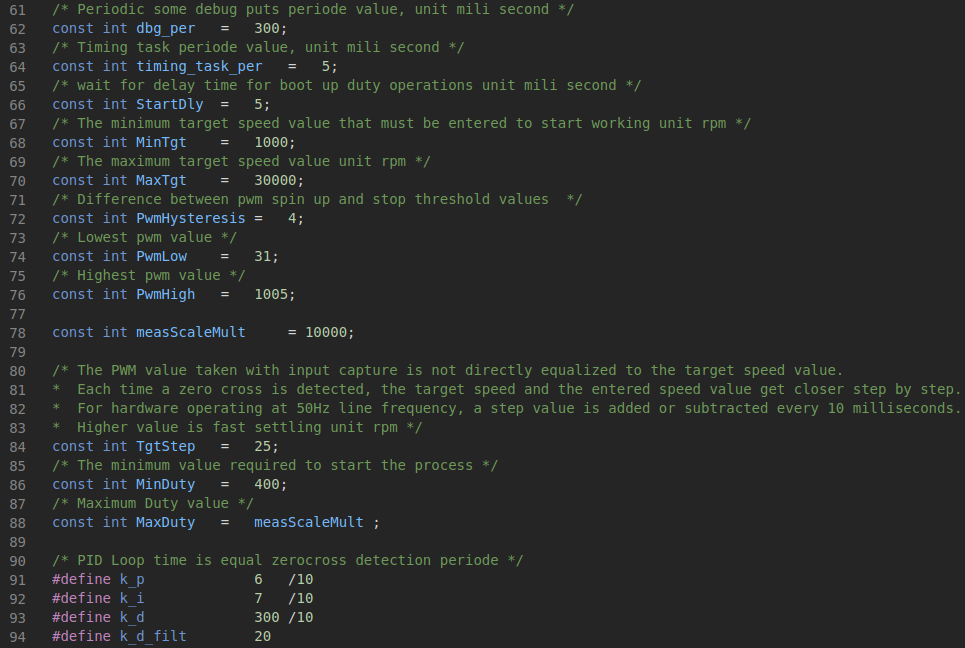 61 /* Periodic some debug puts periode value, unit mili second */
62 const int dbg_per = 300;
63 /* Timing task periode value, unit mili second */
64 const int timing_task_per = 5;
65 /* wait for delay time for boot up duty operations unit mili second */
66 const int StartDly = 5;
67 /* The minimum target speed value that must be entered to start working unit rpm */
68 const int MinTgt = 1000;
69 /* The maximum target speed value unit rpm */
70 const int MaxTgt = 30000;
71 /* Difference between pwm spin up and stop threshold values  */
72 const int PwmHysteresis = 4;
73 /* Lowest pwm value */
74 const int PwmLow = 31;
75 /* Highest pwm value */
76 const int PwmHigh = 1005;
77
78 const int measScaleMult = 10000;
79
80 /* The PWM value taken with input capture is not directly equalized to the target speed value.
81 *  Each time a zero cross is detected, the target speed and the entered speed value get closer step by step.
82 *  For hardware operating at 50Hz line frequency, a step value is added or subtracted every 10 milliseconds.
83 *  Higher value is fast settling unit rpm */
84 const int TgtStep = 25;
85 /* The minimum value required to start the process */
86 const int MinDuty = 400;
87 /* Maximum Duty value */
88 const int MaxDuty = measScaleMult ;
89
90 /* PID Loop time is equal zerocross detection periode */
91 #define k_p 6 /10
92 #define k_i 7 /10
93 #define k_d 300 /10
94 #define k_d_filt 20